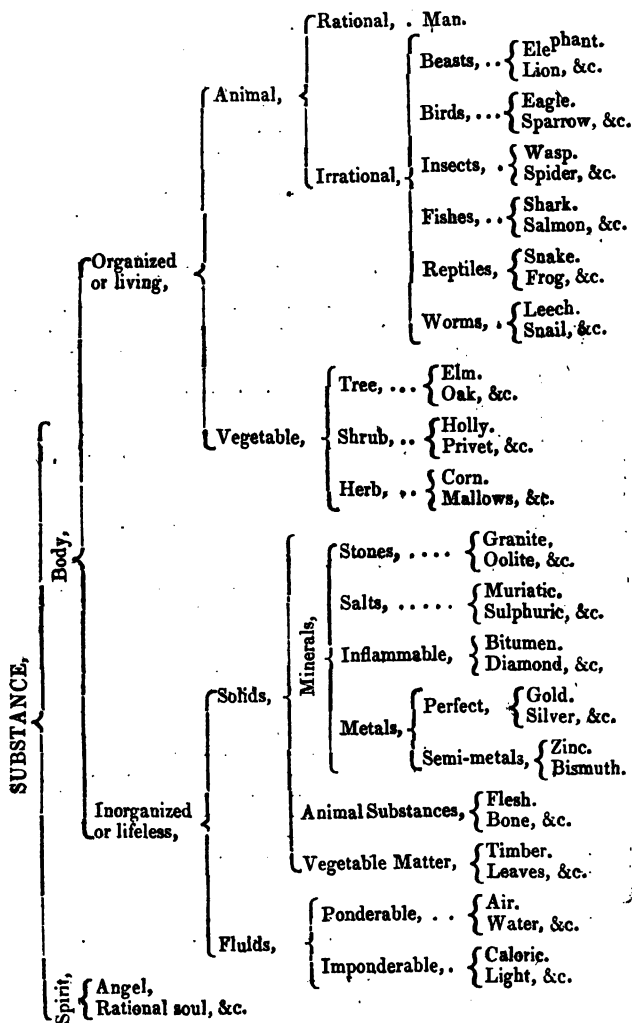 Rational, . Man.
Beasts, .. Elephant.
Lion, &c.
Animal,
Birds, ... Eagle.
Sparrow, &c.
Irrational,
Insects, . Wasp.
Spider, &c.
Fishes, .. Shark.
Salmon, &c.
Organized
or living,
Reptiles, Snake.
Frog, &c.
Worms, . Leech.
Snail, &c.
Tree, ... Elm.
Oak, &c.
Vegetable,
Shrub, .. Holly.
Privet, &c.
Herb, .. Corn.
Mallows, &c.
SUBSTANCE,
Body,
Stones, .... Granite,
Oolite, &c.
Salts, ..... Muriatic.
Sulphuric, &c.
Minerals,
Inflammable, Bitumen.
Diamond, &c,
Solids,
Metals,
Perfect, Gold.
Silver, &c.
Semi-metals, Zinc.
Bismuth.
Inorganized
or lifeless,
Animal Substances, Flesh.
Bone, &c.
Vegetable Matter, Timber.
Leaves, &c.
Fluids,
Ponderable, .. Air.
Water, &c.
Imponderable, . Caloric.
Light, &c.
Spirit,
Angel,
Rational soul, &c.